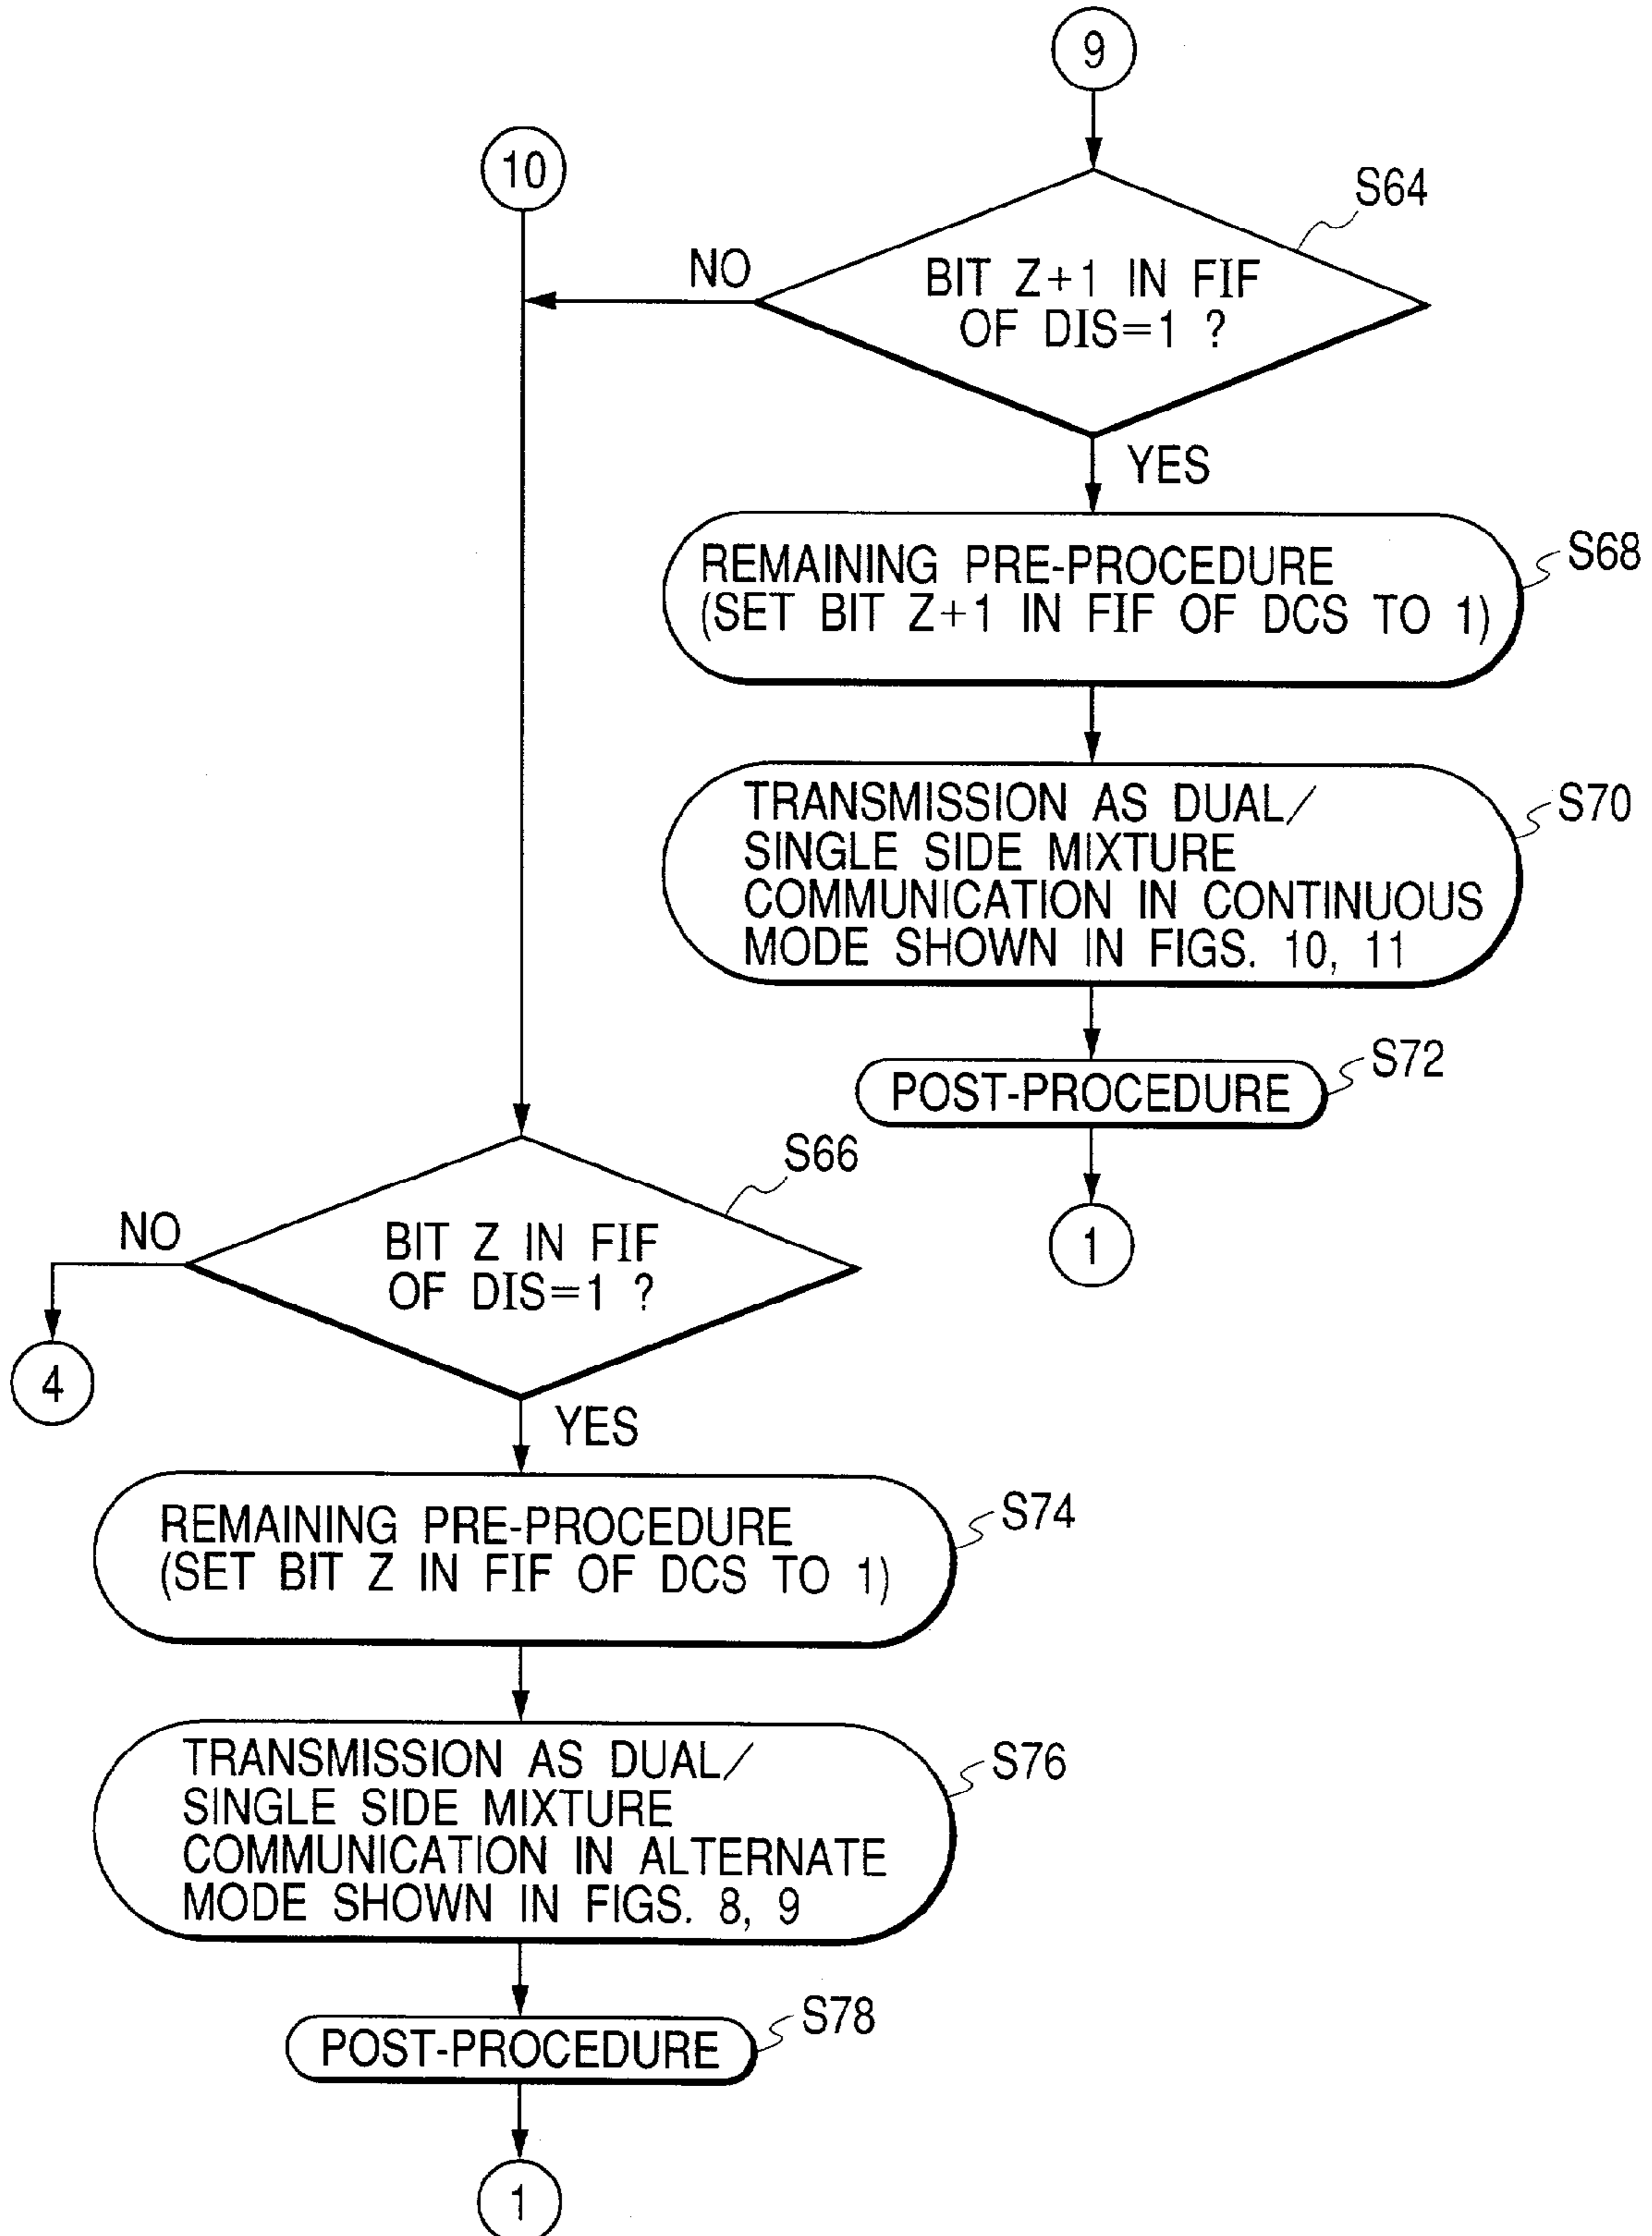 9
10
S64
NO
BIT Z+1 IN FIF
OF DIS=1 ?
YES
S68
REMAINING PRE-PROCEDURE
(SET BIT Z+1 IN FIF OF DCS TO 1)
S70
TRANSMISSION AS DUAL/
SINGLE SIDE MIXTURE
COMMUNICATION IN CONTINUOUS
MODE SHOWN IN FIGS. 10, 11
S72
POST-PROCEDURE
1
S66
NO
BIT Z IN FIF
OF DIS=1 ?
4
YES
S74
REMAINING PRE-PROCEDURE
(SET BIT Z IN FIF OF DCS TO 1)
S76
TRANSMISSION AS DUAL/
SINGLE SIDE MIXTURE
COMMUNICATION IN ALTERNATE
MODE SHOWN IN FIGS. 8, 9
S78
POST-PROCEDURE
1